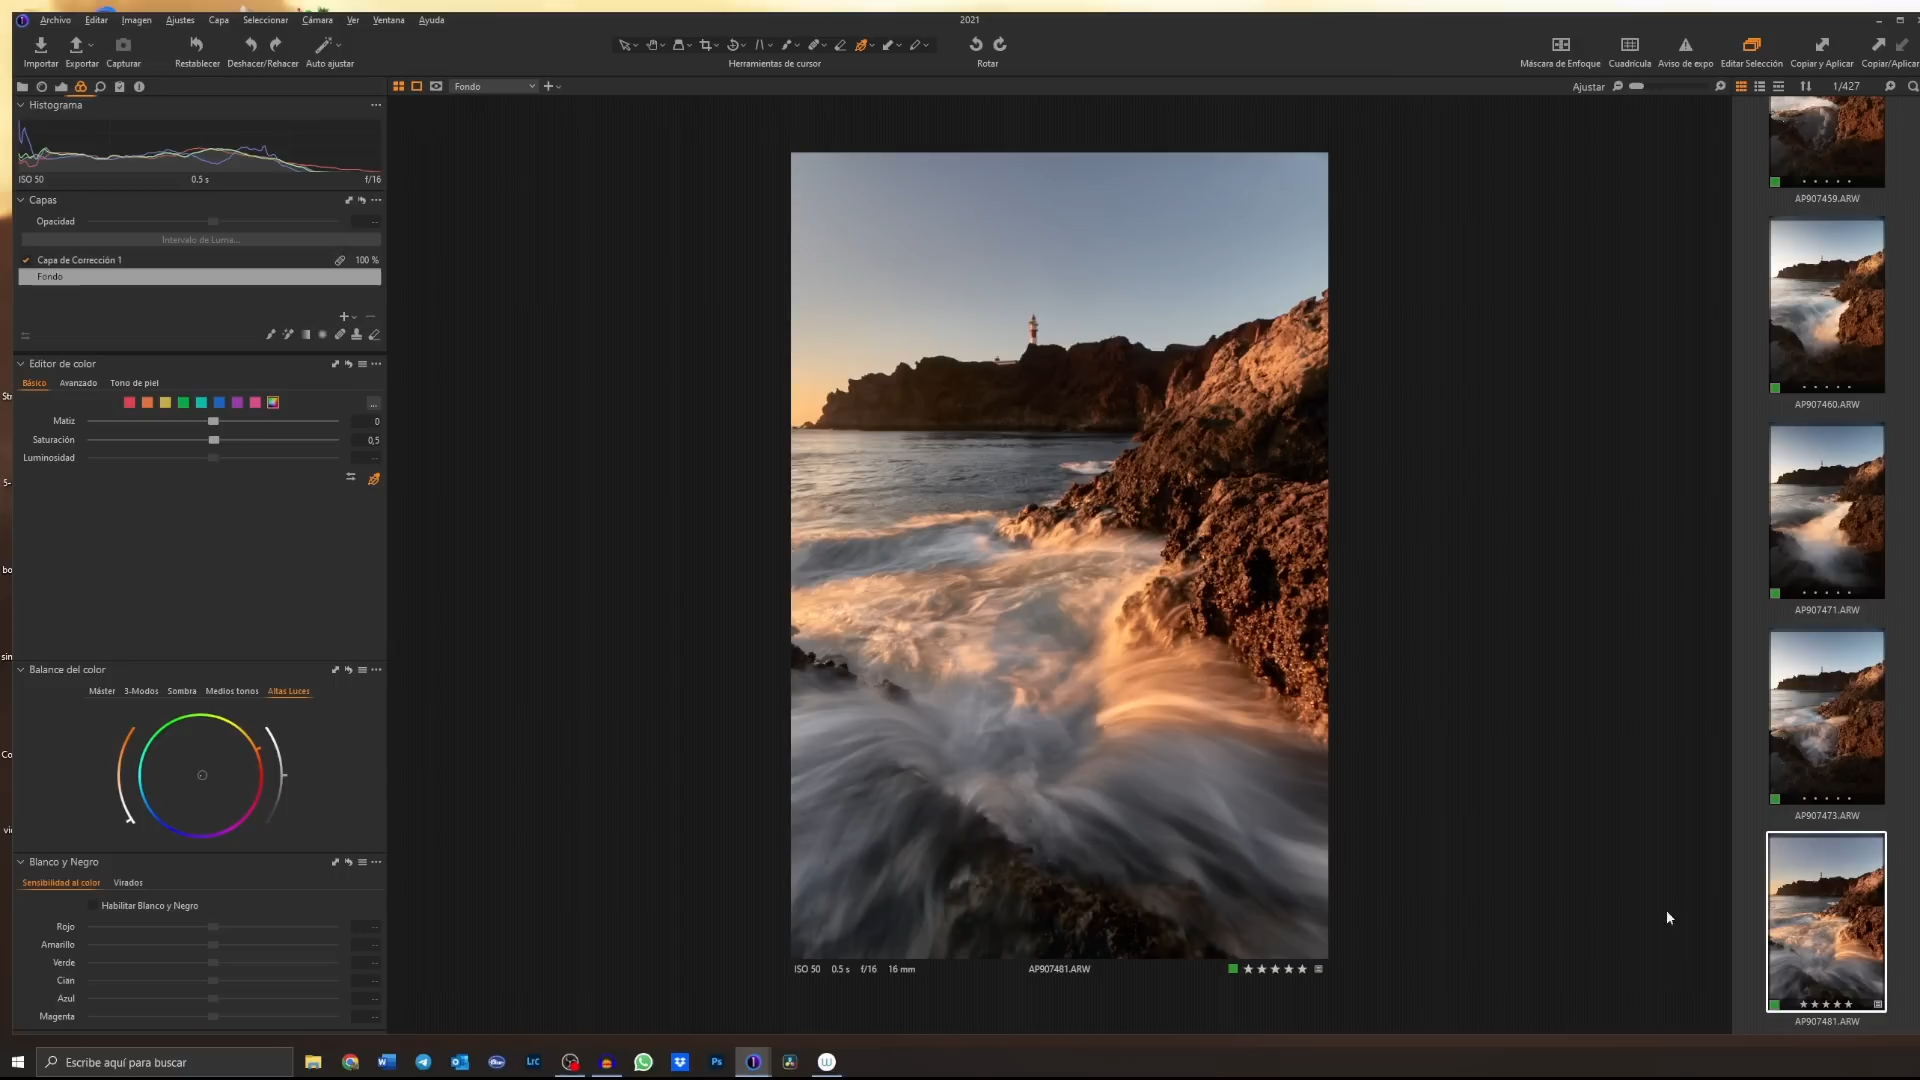 Archivo Editar Imagen Ajustes Capa Seleccionar Cámara Ver Ventana Ayuda
2021
Importar Exportar Capturar Restablecer Deshacer/Rehacer Auto ajustar
Herramientas de cursor
Rotar
Máscara de Enfoque Cuadrícula Aviso de expo Editar Selección Copiar y Aplicar Copiar/Aplicar
Fondo
Ajustar
1/427
Histograma
ISO 50 0.5 s f/16
Capas
Opacidad --
Intervalo de Luma...
Capa de Corrección 1 100 %
Fondo
Editor de color
Básico Avanzado Tono de piel
...
Matiz 0
Saturación 0,5
Luminosidad --
Balance del color
Máster 3-Modos Sombra Medios tonos Altas Luces
Blanco y Negro
Sensibilidad al color Virados
Habilitar Blanco y Negro
Rojo --
Amarillo --
Verde --
Cian --
Azul --
Magenta --
ISO 50 0.5 s f/16 16 mm
AP907481.ARW
AP907459.ARW
AP907460.ARW
AP907471.ARW
AP907473.ARW
AP907481.ARW
Escribe aquí para buscar
LrC
Ps